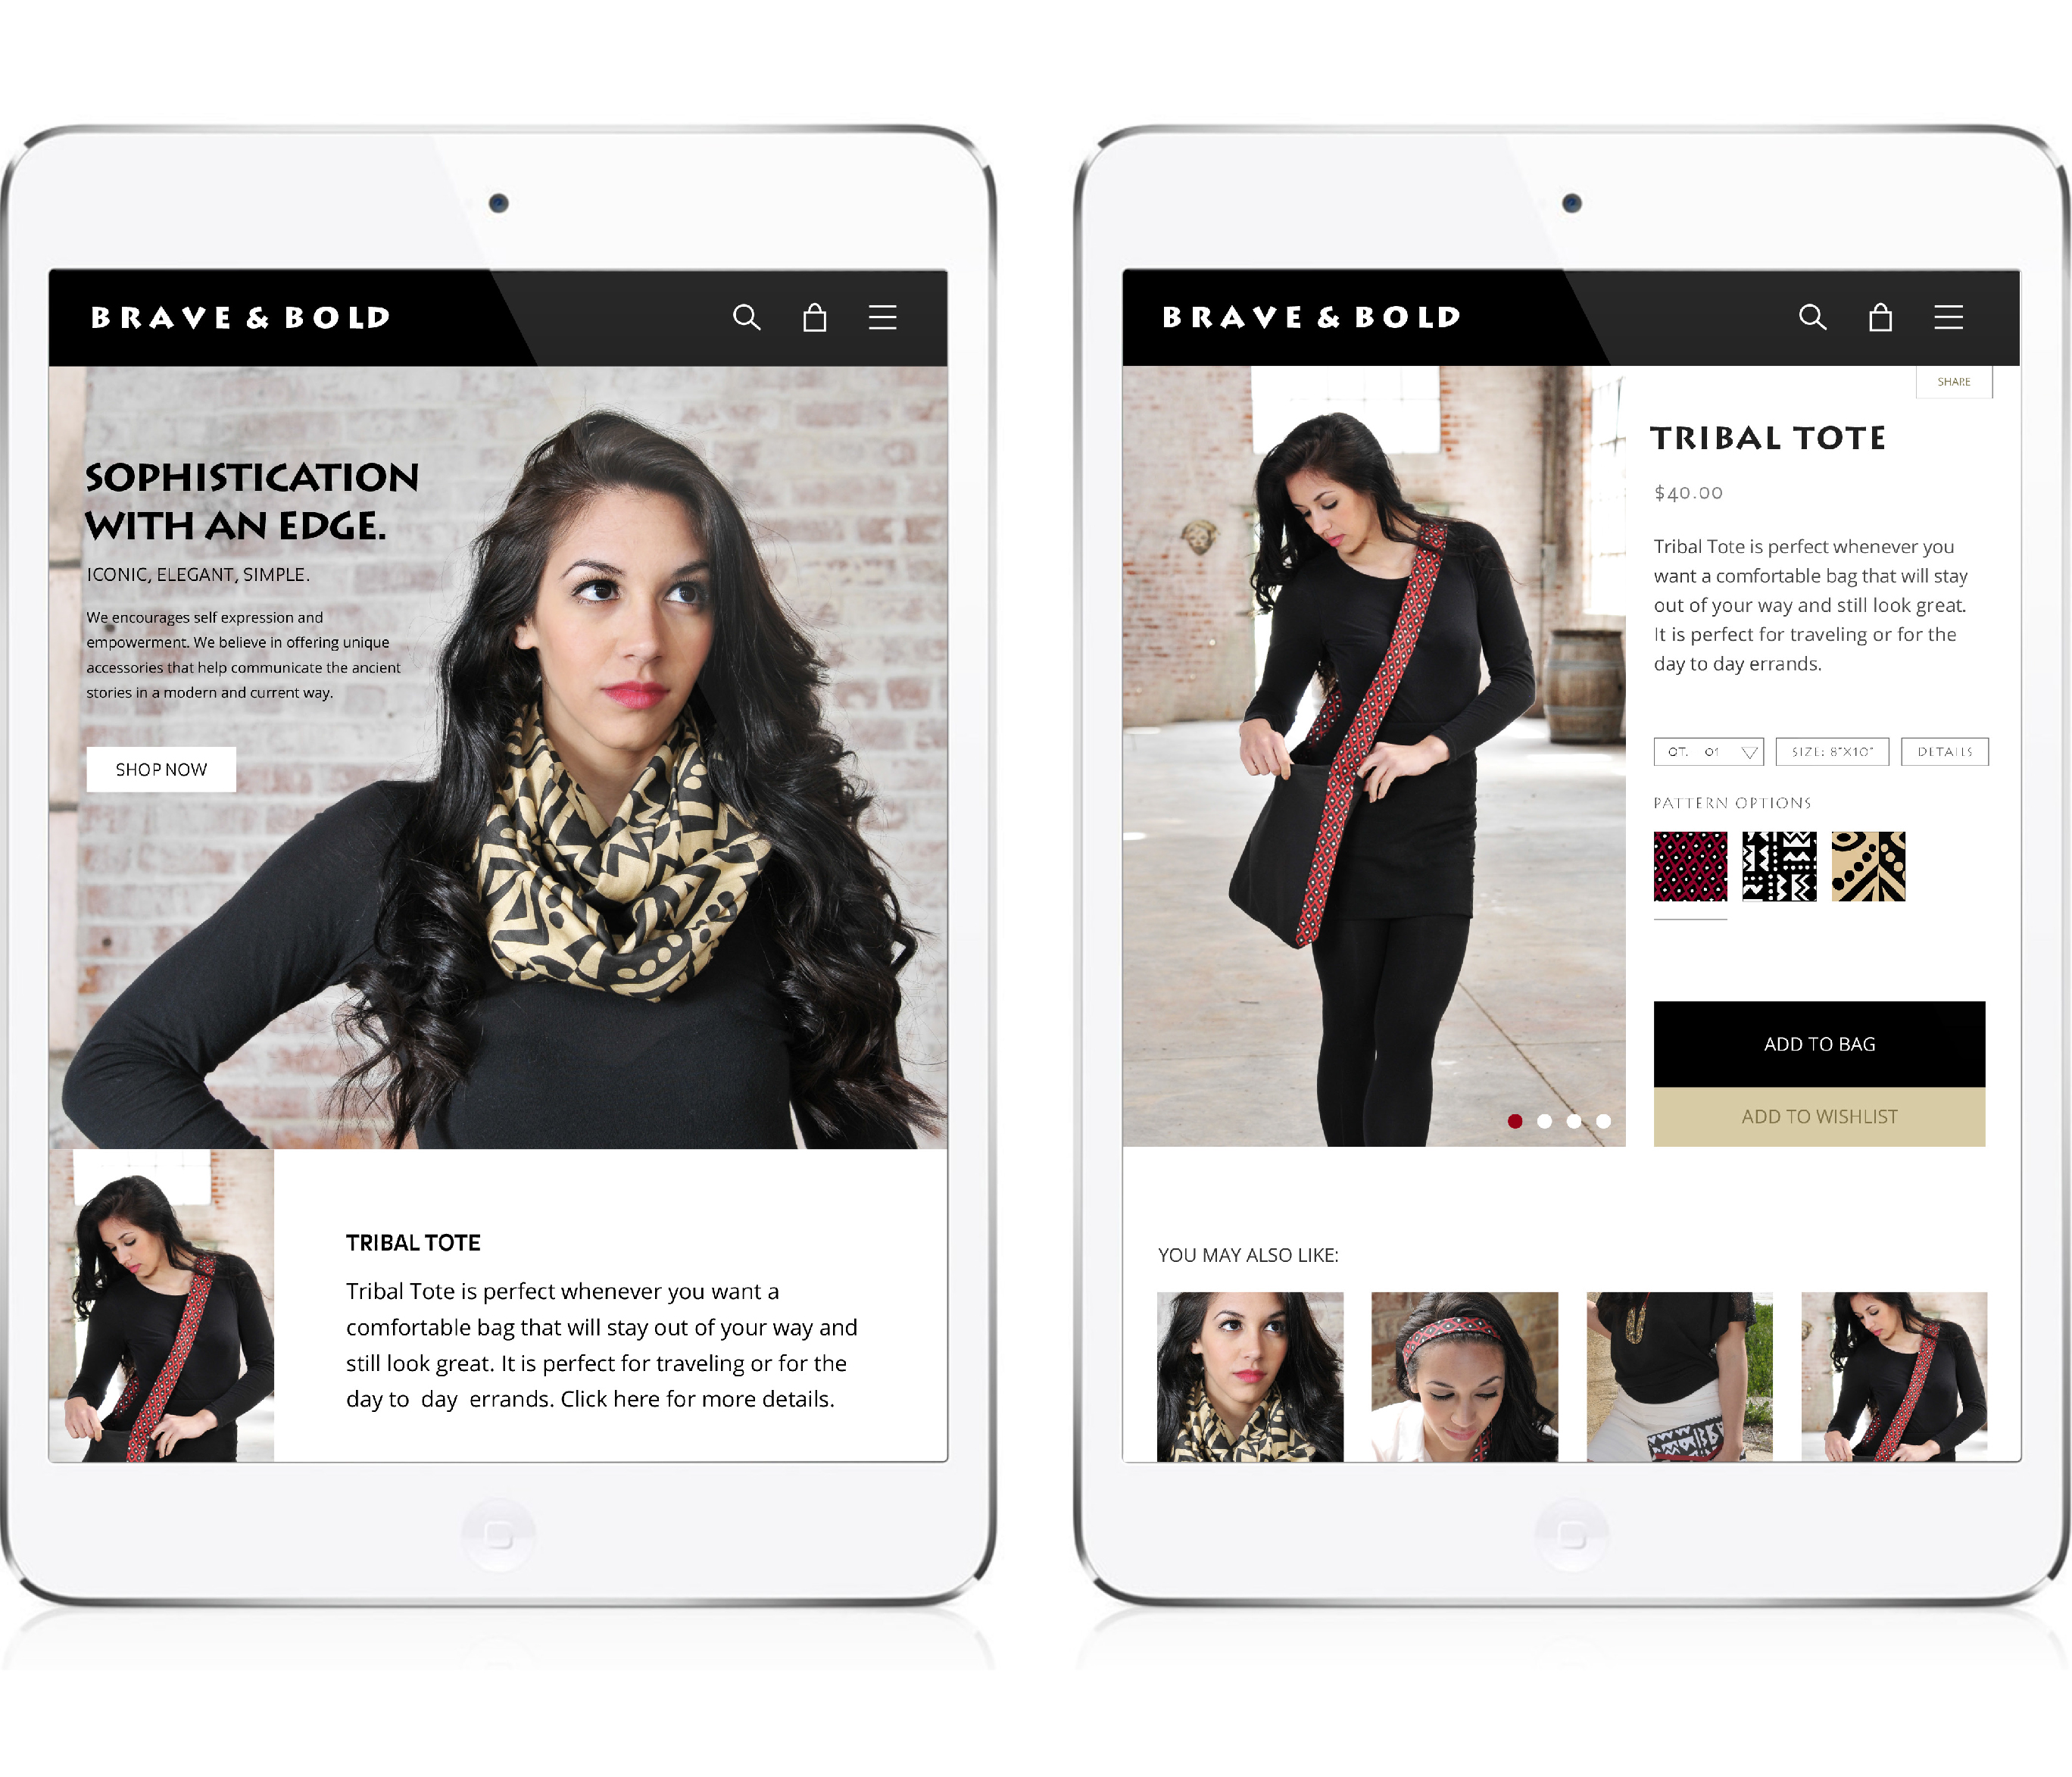 BRAVE & BOLD
SOPHISTICATION
WITH AN EDGE.
ICONIC, ELEGANT, SIMPLE.
We encourages self expression and
empowerment. We believe in offering unique
accessories that help communicate the ancient
stories in a modern and current way.
SHOP NOW
TRIBAL TOTE
Tribal Tote is perfect whenever you want a
comfortable bag that will stay out of your way and
still look great. It is perfect for traveling or for the
day to  day  errands. Click here for more details.
BRAVE & BOLD
SHARE
TRIBAL TOTE
$40.00
Tribal Tote is perfect whenever you
want a comfortable bag that will stay
out of your way and still look great.
It is perfect for traveling or for the
day to day errands.
QT. 01
SIZE: 8"X10"
DETAILS
PATTERN OPTIONS
ADD TO BAG
ADD TO WISHLIST
YOU MAY ALSO LIKE: